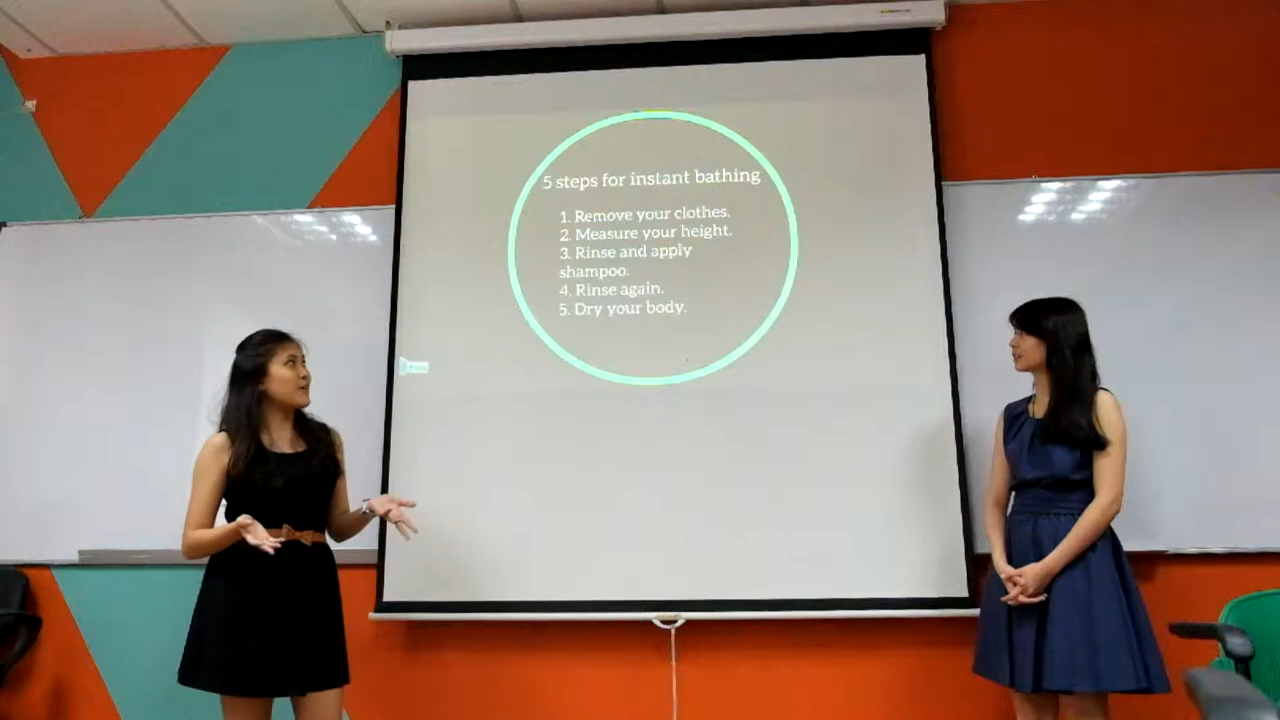 5 steps for instant bathing
1. Remove your clothes.
2. Measure your height.
3. Rinse and apply
shampoo.
4. Rinse again.
5. Dry your body.